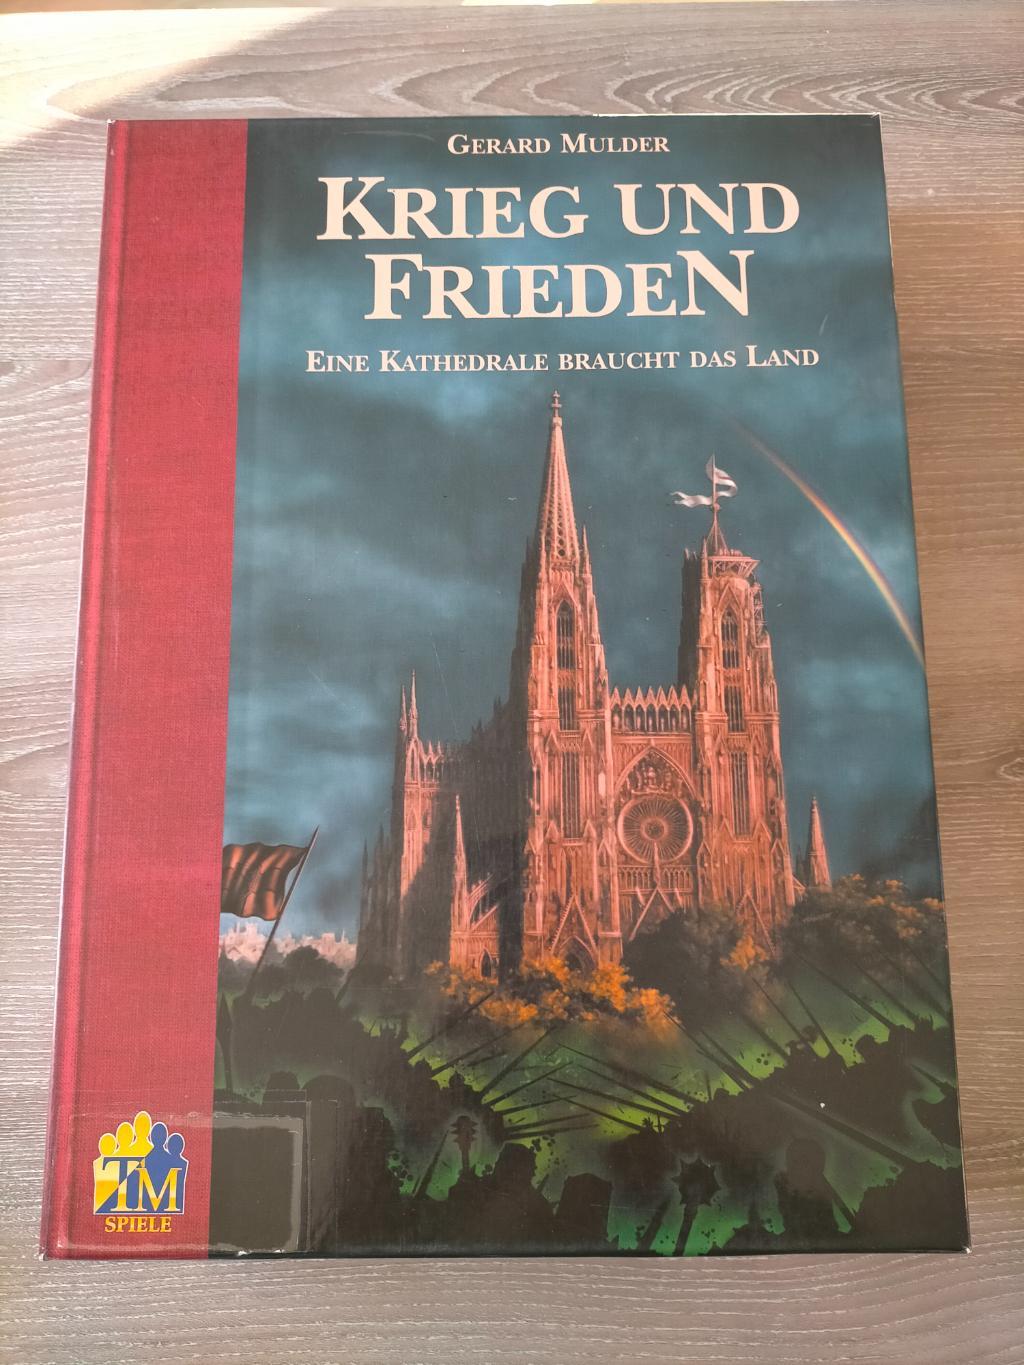 GERARD MULDER
KRIEG UND
FRIEDEN
EINE KATHEDRALE BRAUCHT DAS LAND
TM
SPIELE